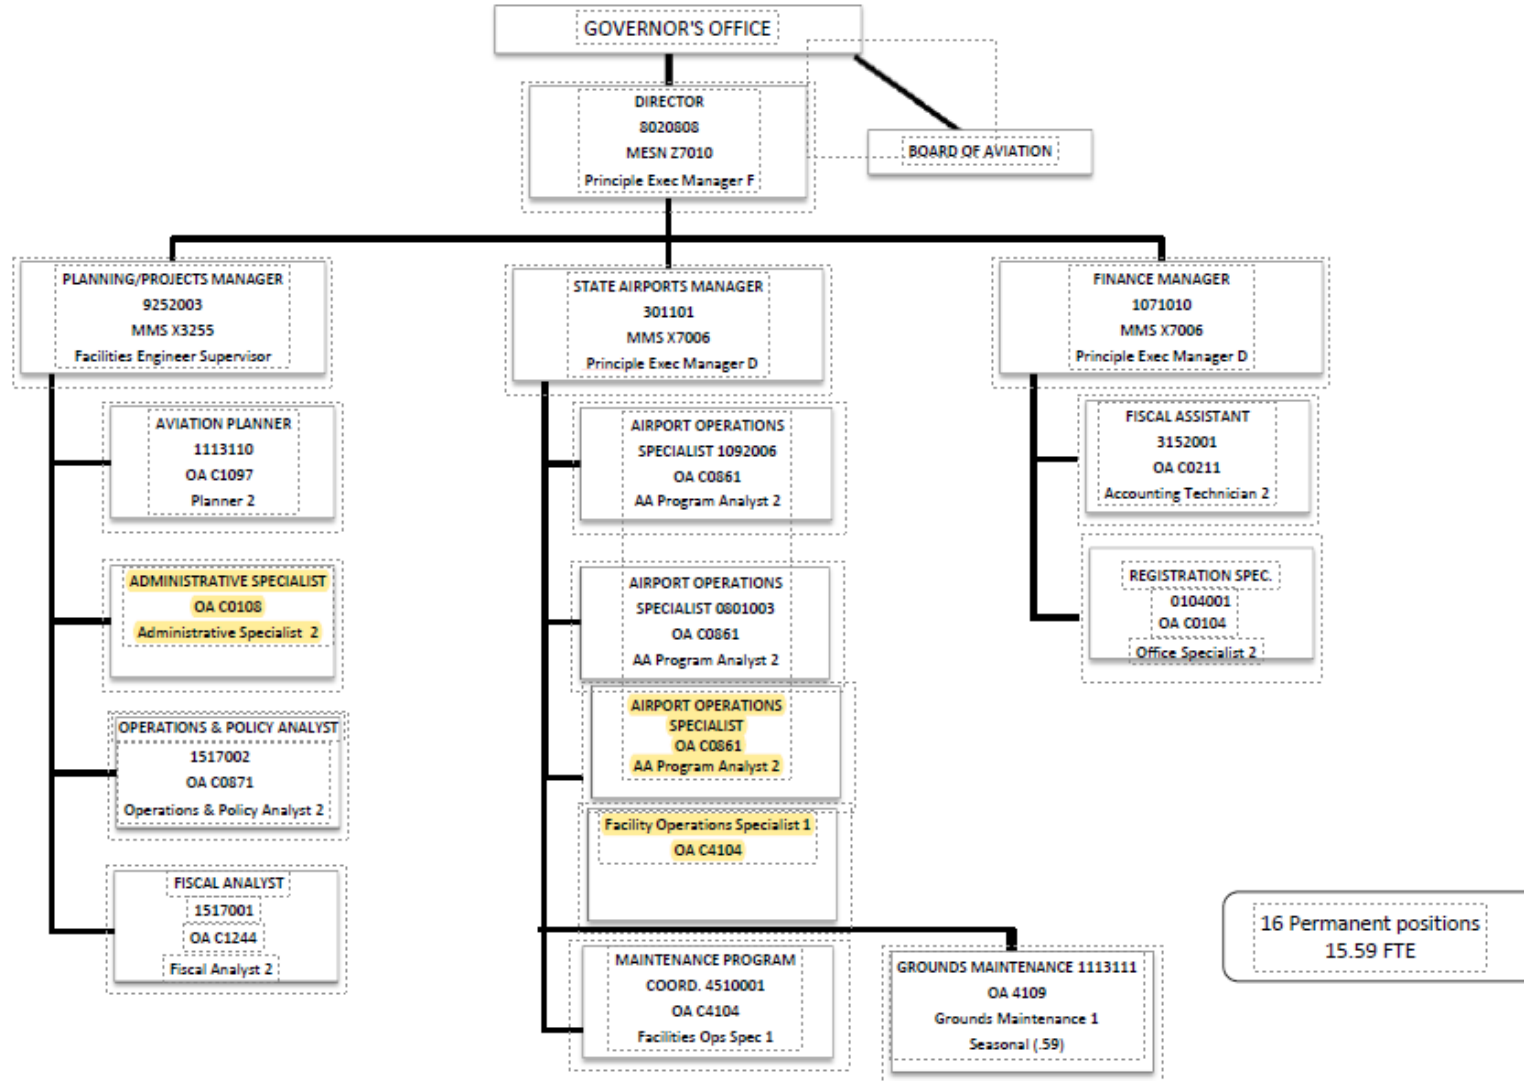 GOVERNOR'S OFFICE
DIRECTOR
8020808
MESN Z7010
Principle Exec Manager F
BOARD OF AVIATION
PLANNING/PROJECTS MANAGER
9252003
MMS X3255
Facilities Engineer Supervisor
STATE AIRPORTS MANAGER
301101
MMS X7006
Principle Exec Manager D
FINANCE MANAGER
1071010
MMS X7006
Principle Exec Manager D
AVIATION PLANNER
1113110
OA C1097
Planner 2
ADMINISTRATIVE SPECIALIST
OA C0108
Administrative Specialist 2
OPERATIONS & POLICY ANALYST
1517002
OA C0871
Operations & Policy Analyst 2
FISCAL ANALYST
1517001
OA C1244
Fiscal Analyst 2
AIRPORT OPERATIONS
SPECIALIST 1092006
OA C0861
AA Program Analyst 2
AIRPORT OPERATIONS
SPECIALIST 0801003
OA C0861
AA Program Analyst 2
AIRPORT OPERATIONS
SPECIALIST
OA C0861
AA Program Analyst 2
Facility Operations Specialist 1
OA C4104
MAINTENANCE PROGRAM
COORD. 4510001
OA C4104
Facilities Ops Spec 1
GROUNDS MAINTENANCE 1113111
OA 4109
Grounds Maintenance 1
Seasonal (.59)
FISCAL ASSISTANT
3152001
OA C0211
Accounting Technician 2
REGISTRATION SPEC.
0104001
OA C0104
Office Specialist 2
16 Permanent positions
15.59 FTE